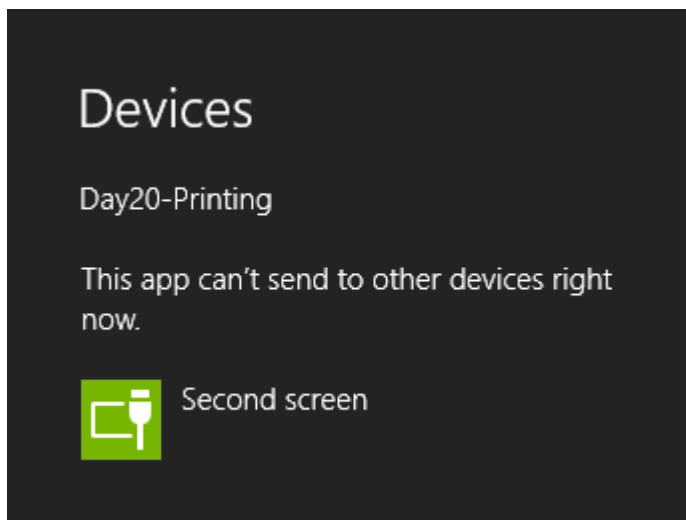 Devices
Day20-Printing
This app can't send to other devices right
now.
Second screen